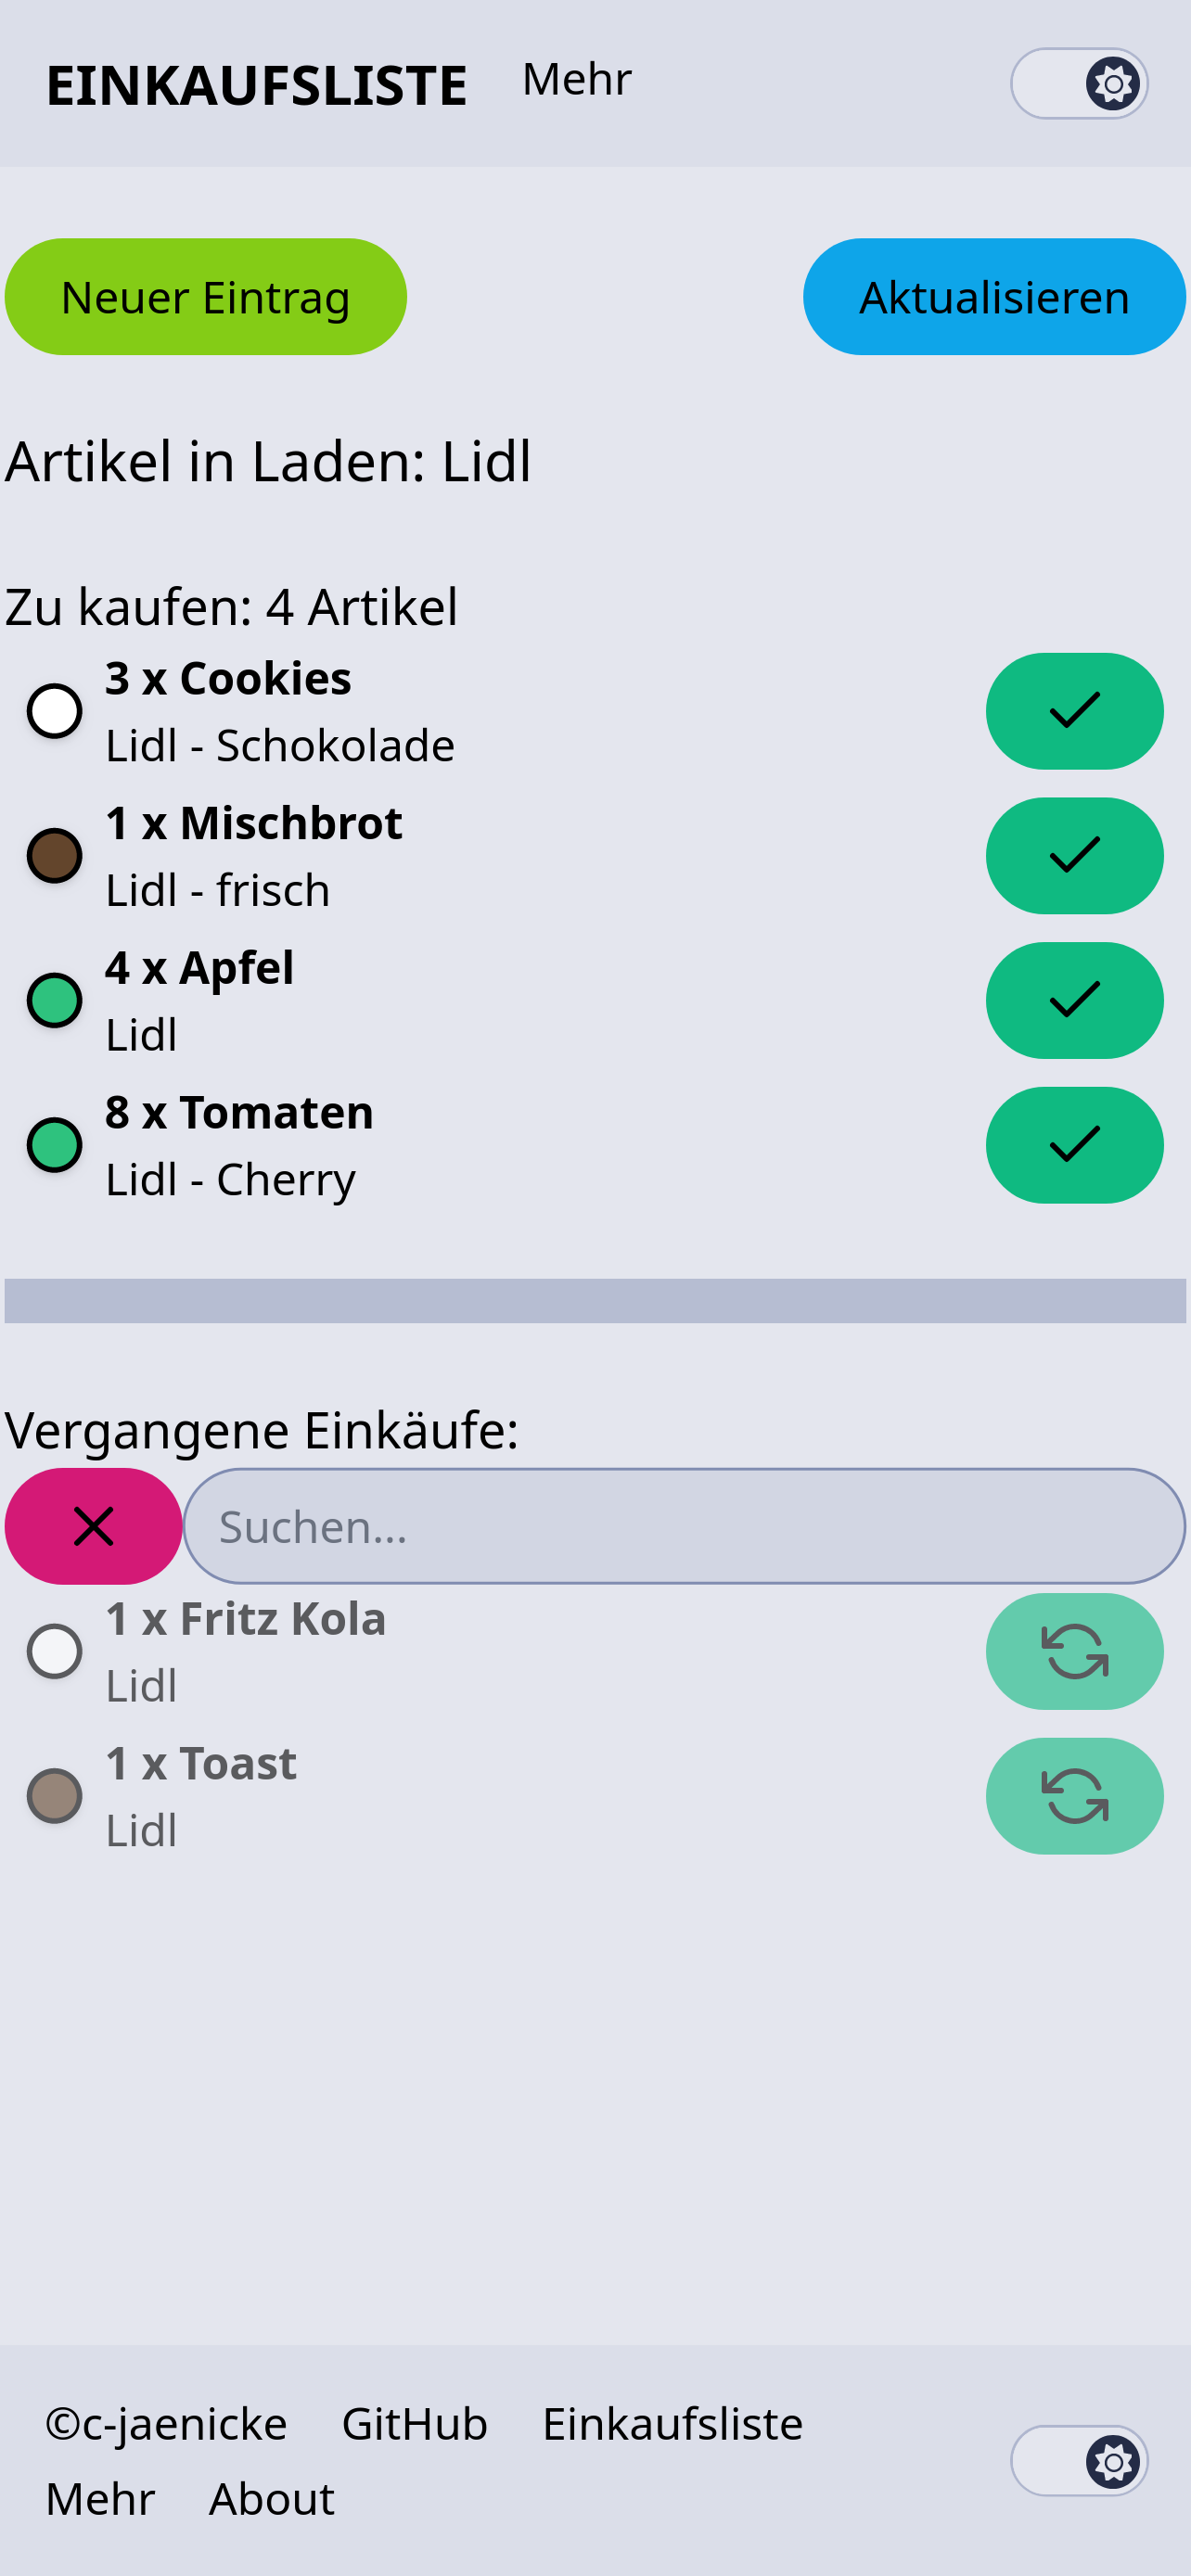 EINKAUFSLISTE Mehr
Neuer Eintrag Aktualisieren
Artikel in Laden: Lidl
Zu kaufen: 4 Artikel
3 x Cookies
Lidl - Schokolade
1 x Mischbrot
Lidl - frisch
4 x Apfel
Lidl
8 x Tomaten
Lidl - Cherry
Vergangene Einkäufe:
Suchen...
1 x Fritz Kola
Lidl
1 x Toast
Lidl
©c-jaenicke GitHub Einkaufsliste
Mehr About